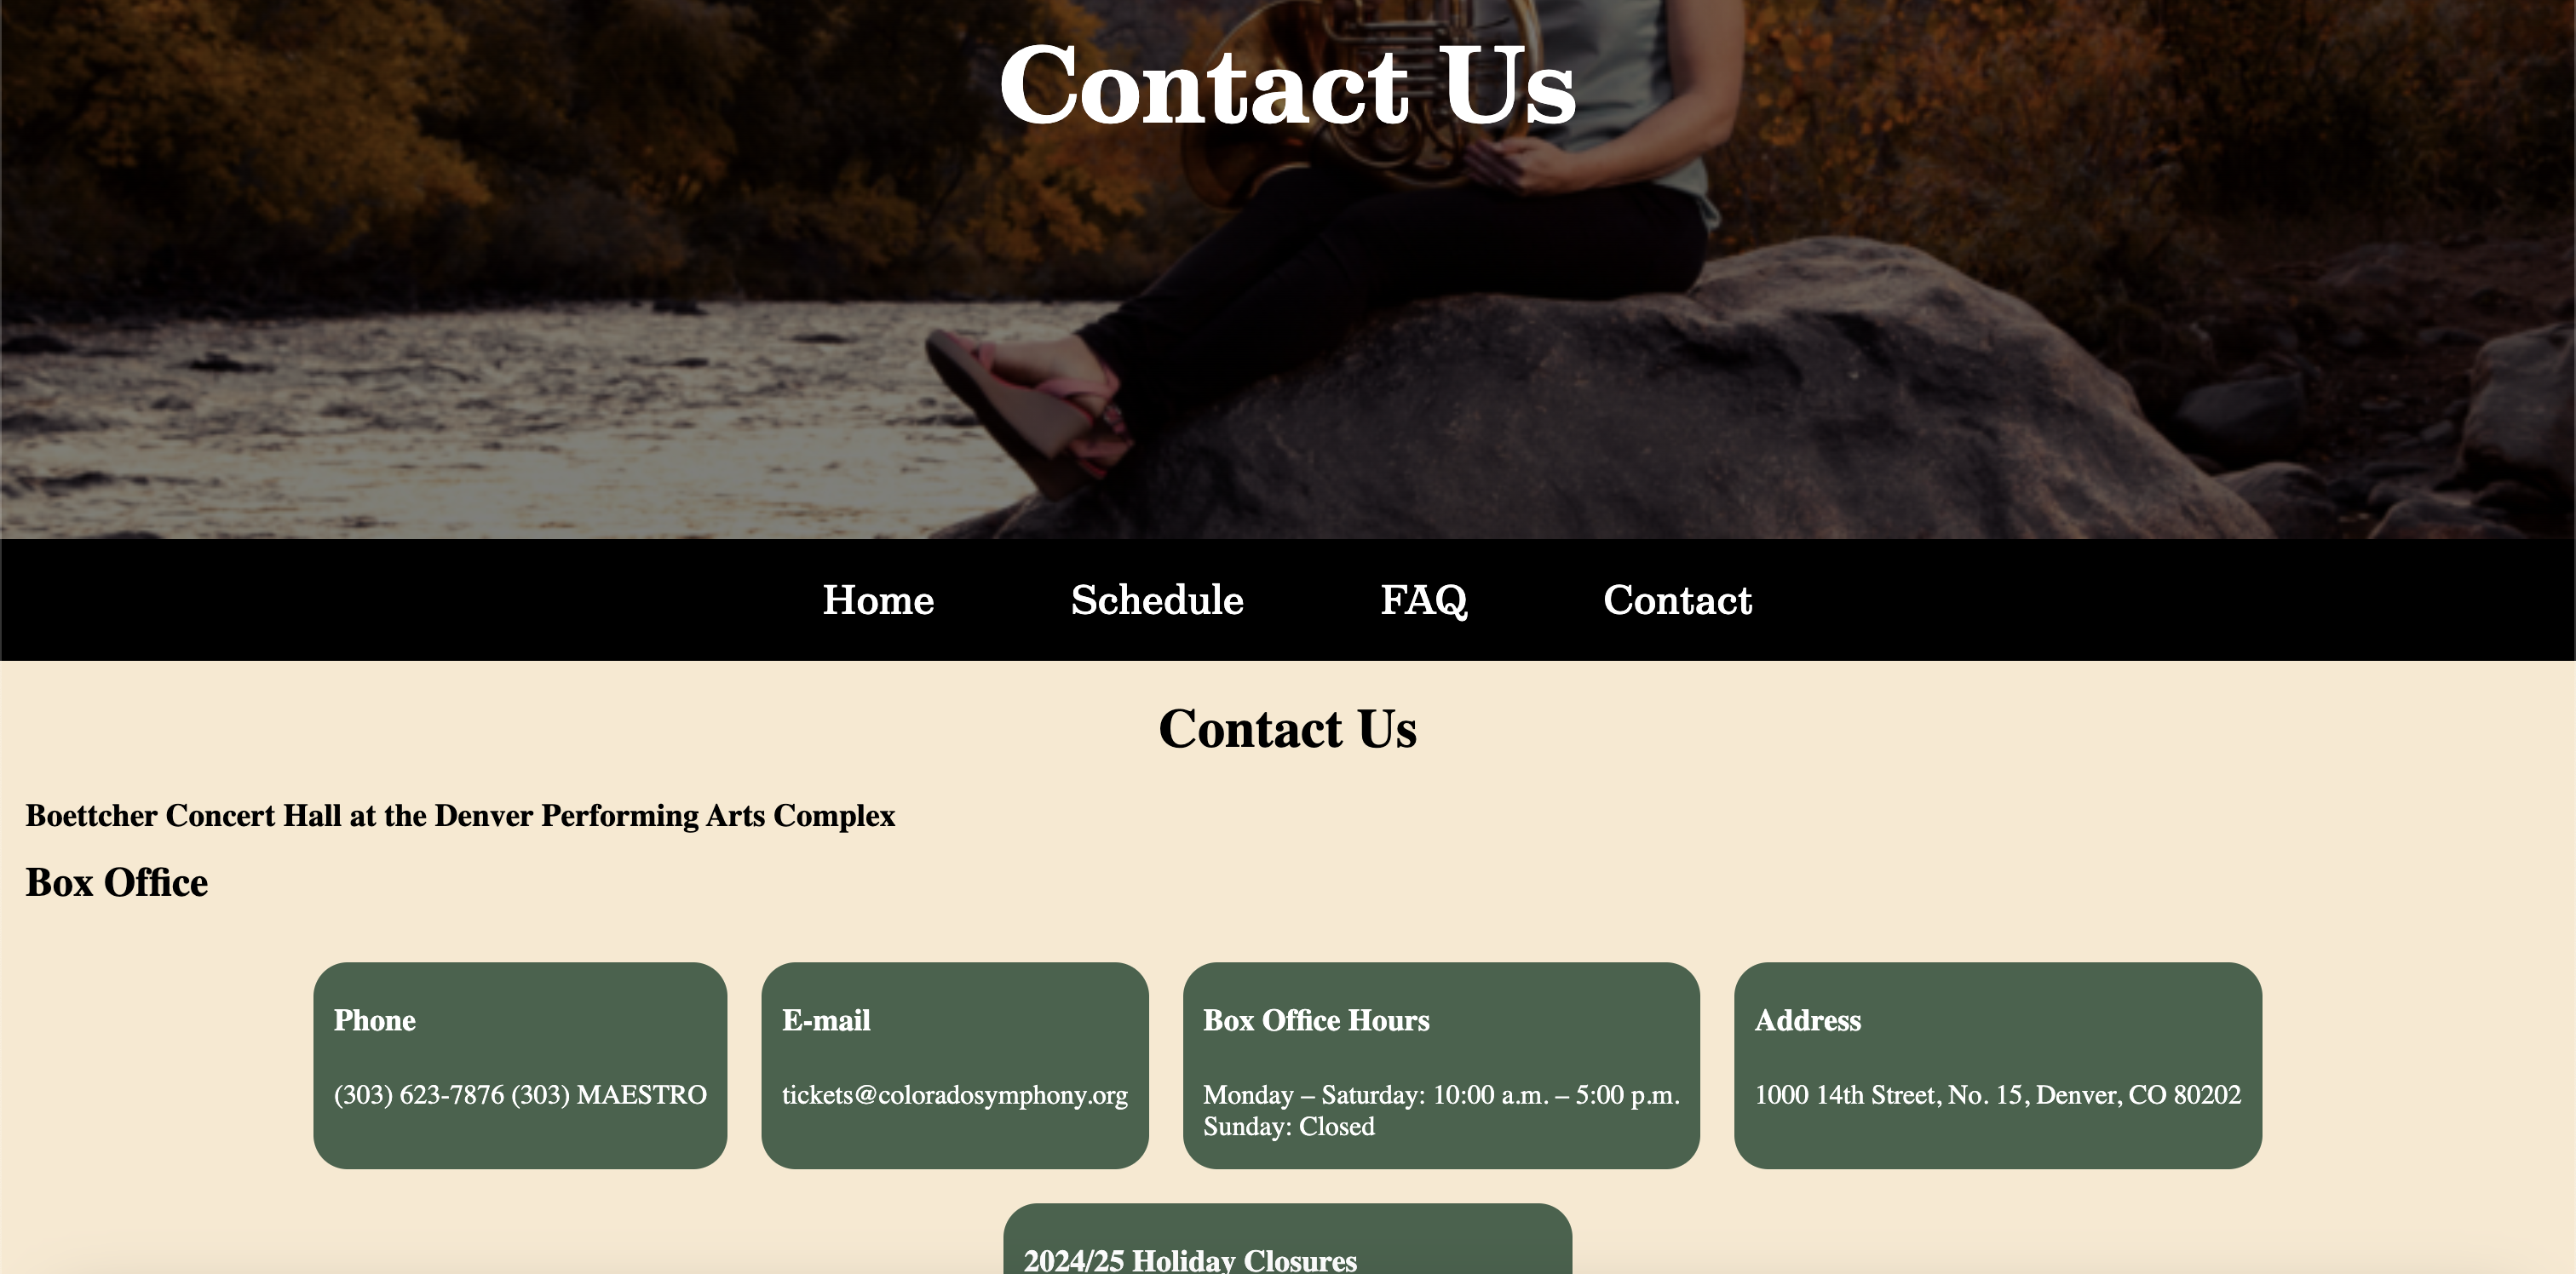 Contact Us
Home Schedule FAQ Contact
Contact Us
Boettcher Concert Hall at the Denver Performing Arts Complex
Box Office
Phone
(303) 623-7876 (303) MAESTRO
E-mail
tickets@coloradosymphony.org
Box Office Hours
Monday – Saturday: 10:00 a.m. – 5:00 p.m.
Sunday: Closed
Address
1000 14th Street, No. 15, Denver, CO 80202
2024/25 Holiday Closures